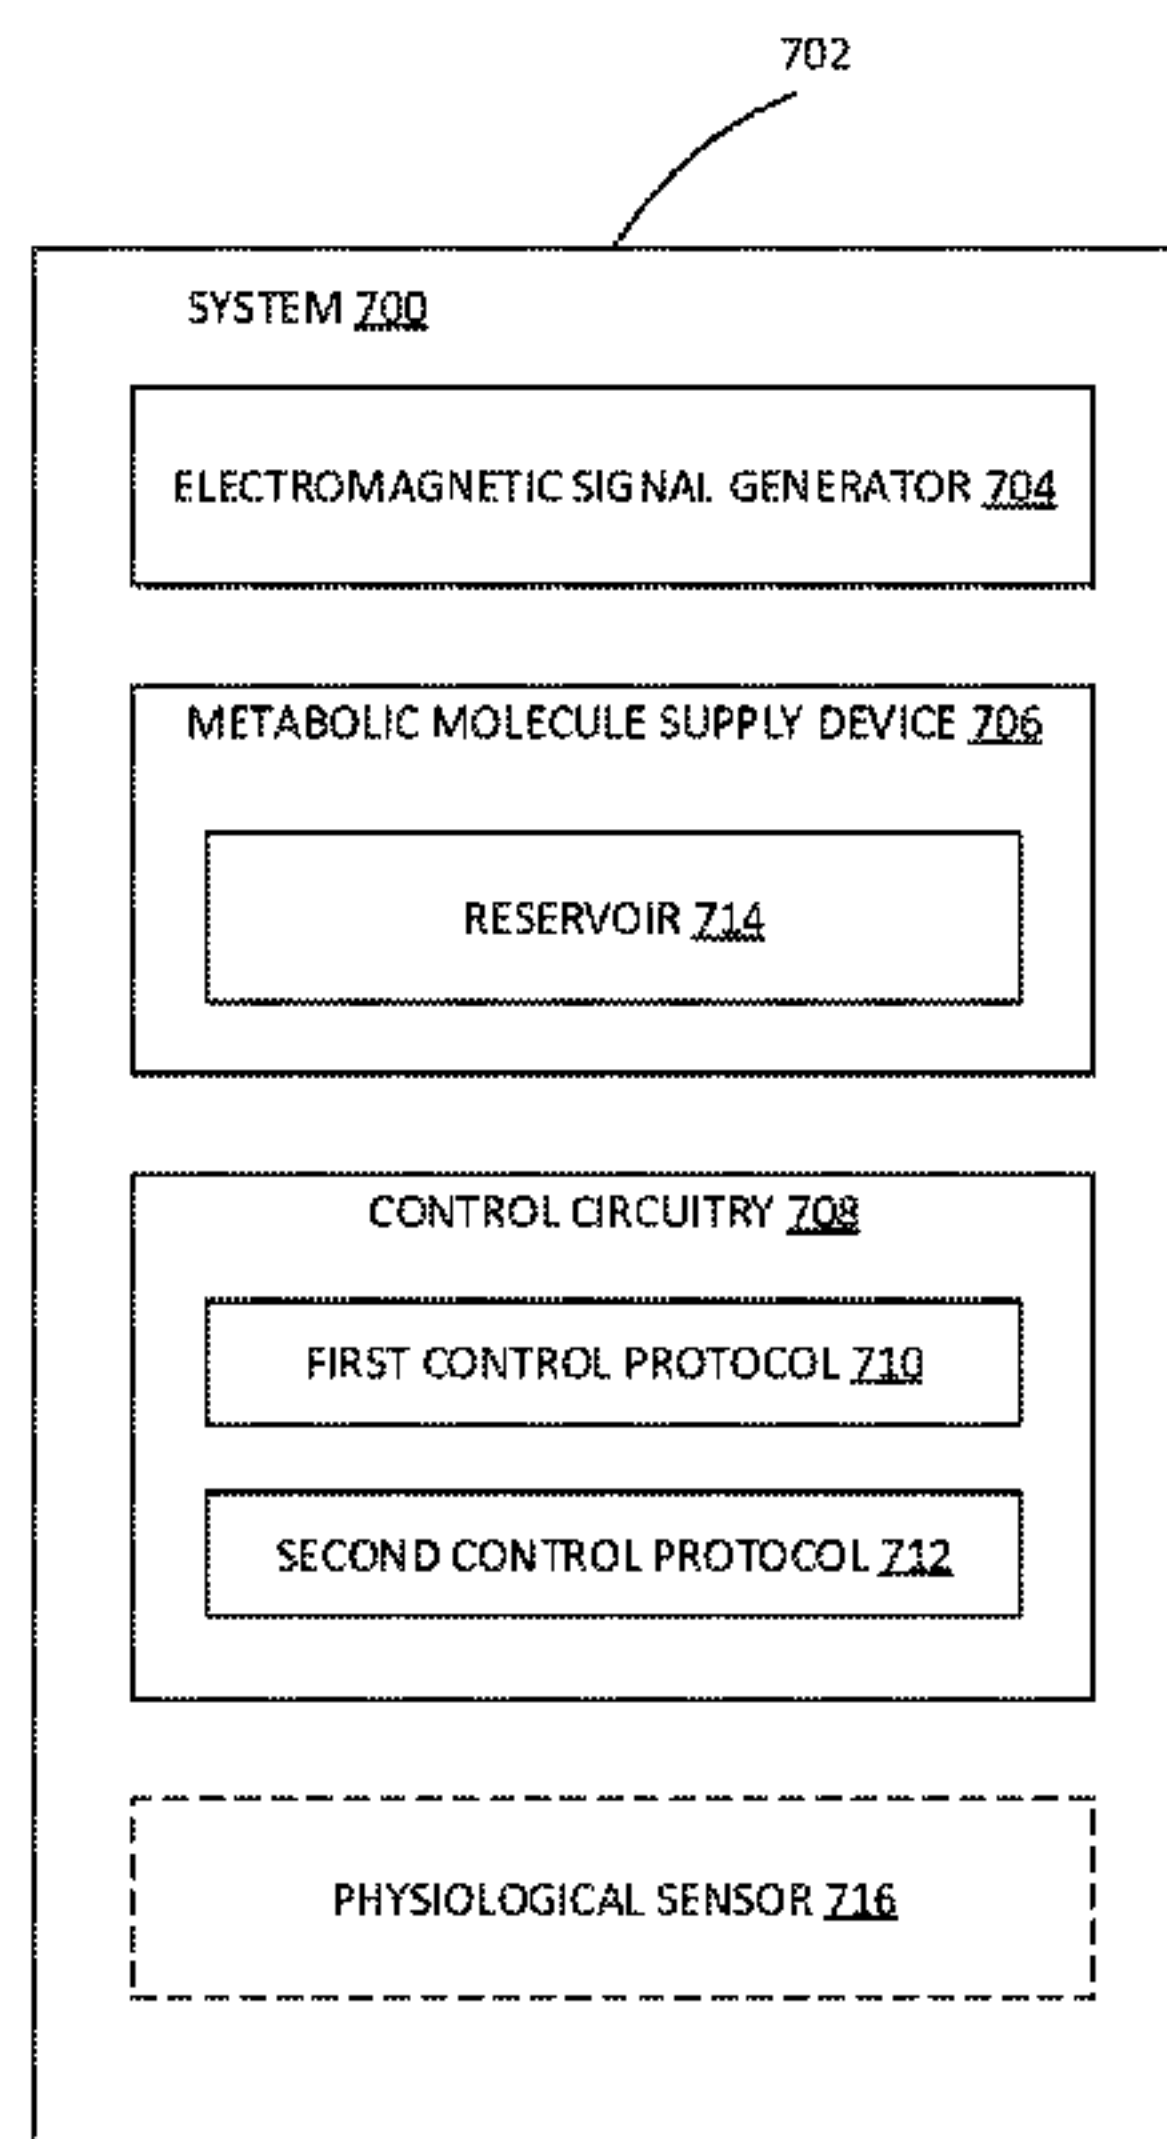 702
SYSTEM 700
ELECTROMAGNETIC SIGNAL GENERATOR 704
METABOLIC MOLECULE SUPPLY DEVICE 706
RESERVOIR 714
CONTROL CIRCUITRY 708
FIRST CONTROL PROTOCOL 710
SECOND CONTROL PROTOCOL 712
PHYSIOLOGICAL SENSOR 716